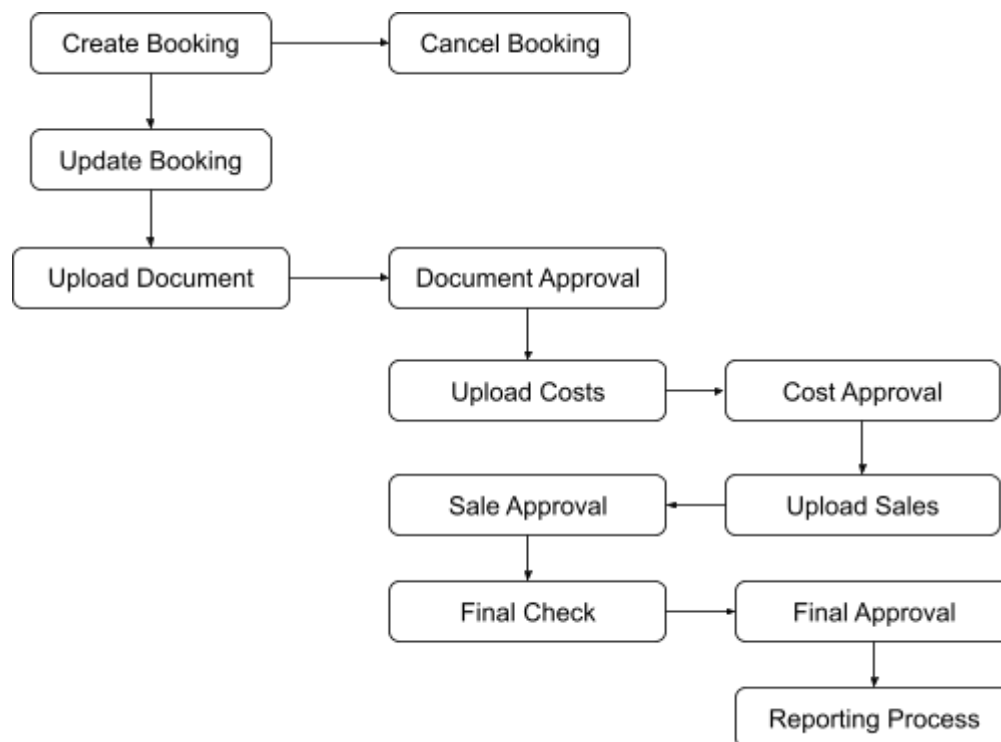 Create Booking
Cancel Booking
Update Booking
Upload Document
Document Approval
Upload Costs
Cost Approval
Sale Approval
Upload Sales
Final Check
Final Approval
Reporting Process